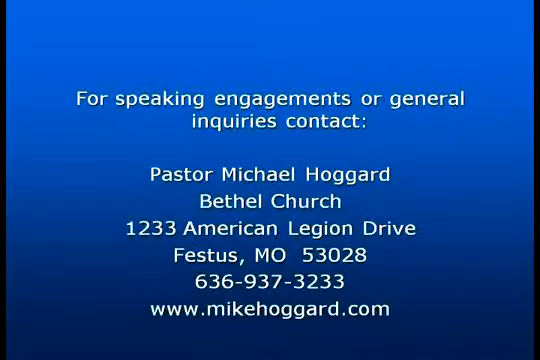 For speaking engagements or general
inquiries contact:
Pastor Michael Hoggard
Bethel Church
1233 American Legion Drive
Festus, MO  53028
636-937-3233
www.mikehoggard.com